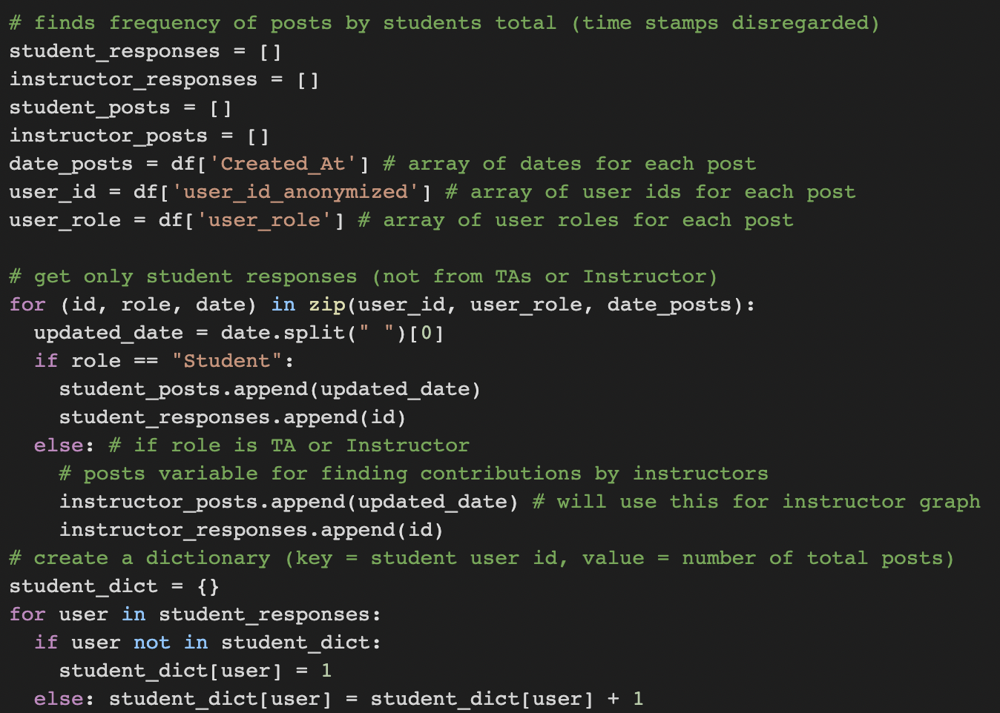 # finds frequency of posts by students total (time stamps disregarded)
student_responses = []
instructor_responses = []
student_posts = []
instructor_posts = []
date_posts = df['Created_At'] # array of dates for each post
user_id = df['user_id_anonymized'] # array of user ids for each post
user_role = df['user_role'] # array of user roles for each post

# get only student responses (not from TAs or Instructor)
for (id, role, date) in zip(user_id, user_role, date_posts):
  updated_date = date.split(" ")[0]
  if role == "Student":
    student_posts.append(updated_date)
    student_responses.append(id)
  else: # if role is TA or Instructor
    # posts variable for finding contributions by instructors
    instructor_posts.append(updated_date) # will use this for instructor graph
    instructor_responses.append(id)
# create a dictionary (key = student user id, value = number of total posts)
student_dict = {}
for user in student_responses:
  if user not in student_dict:
    student_dict[user] = 1
  else: student_dict[user] = student_dict[user] + 1